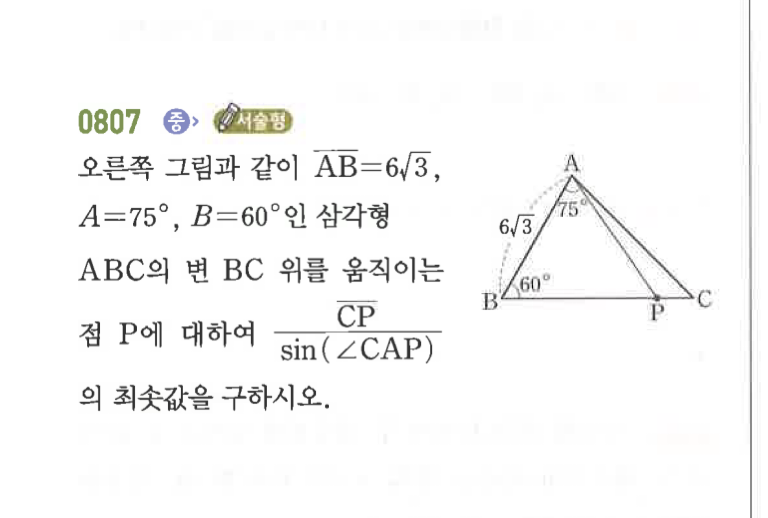 0807 중> 서술형
오른쪽 그림과 같이 $\overline{AB}=6\sqrt{3}$,
A=75°, B=60°인 삼각형
ABC의 변 BC 위를 움직이는
점 P에 대하여 $\frac{\overline{CP}}{\sin(\angle CAP)}$
의 최솟값을 구하시오.
A
75°
6√3
60°
B
P
C